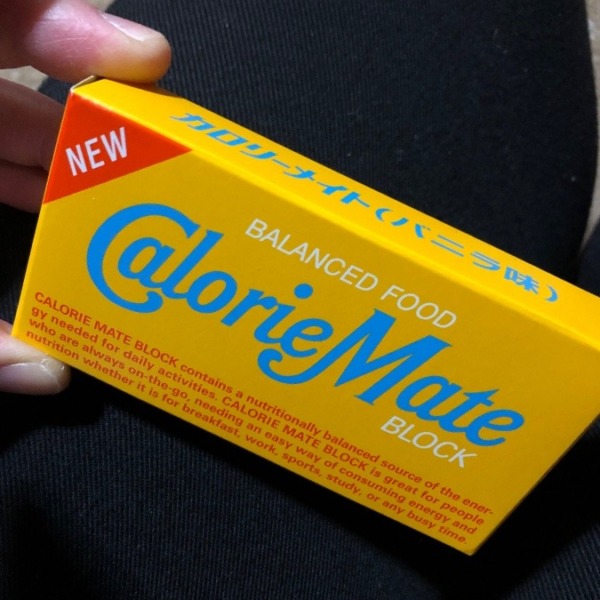 カロリーメイト(バニラ味)
NEW
BALANCED FOOD
CalorieMate
BLOCK
CALORIE MATE BLOCK contains a nutritionally balanced source of the ener-
gy needed for daily activities. CALORIE MATE BLOCK is great for people
who are always on-the-go, needing an easy way of consuming energy and
nutrition whether it is for breakfast, work, sports, study, or any busy time.